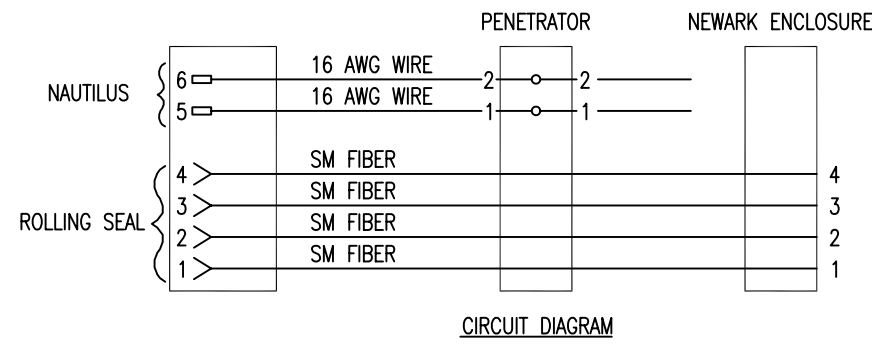 PENETRATOR NEWARK ENCLOSURE
NAUTILUS 6 16 AWG WIRE 2 2
5 16 AWG WIRE 1 1
ROLLING SEAL 4 SM FIBER 4
3 SM FIBER 3
2 SM FIBER 2
1 SM FIBER 1
CIRCUIT DIAGRAM